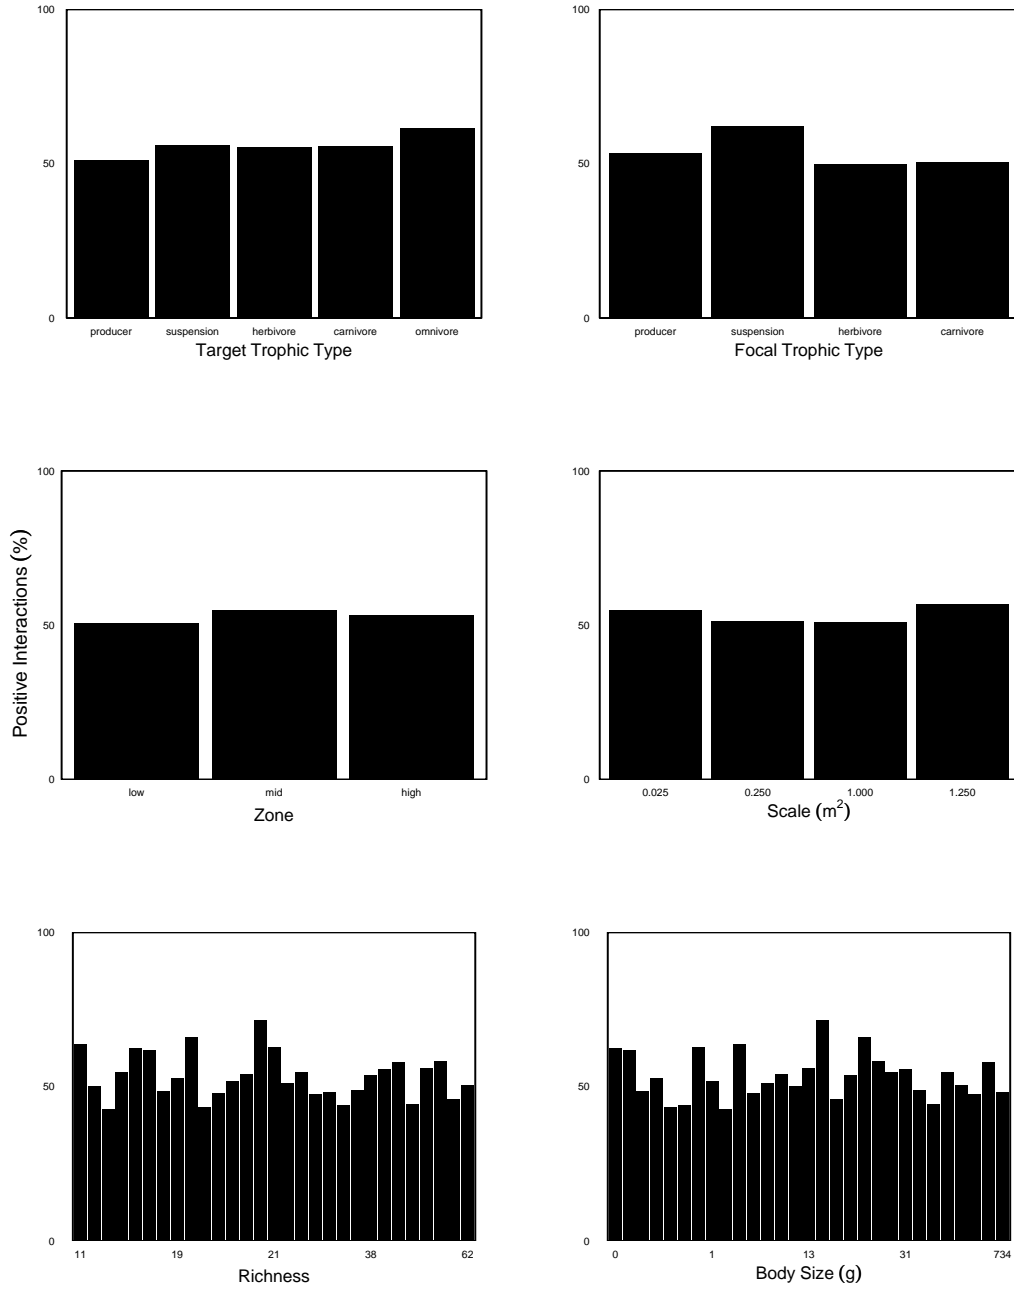 100
50
0
producer suspension herbivore carnivore omnivore
Target Trophic Type
100
50
0
producer suspension herbivore carnivore
Focal Trophic Type
Positive Interactions (%)
100
50
0
low mid high
Zone
100
50
0
0.025 0.250 1.000 1.250
Scale (m²)
100
50
0
11 19 21 38 62
Richness
100
50
0
0 1 13 31 734
Body Size (g)